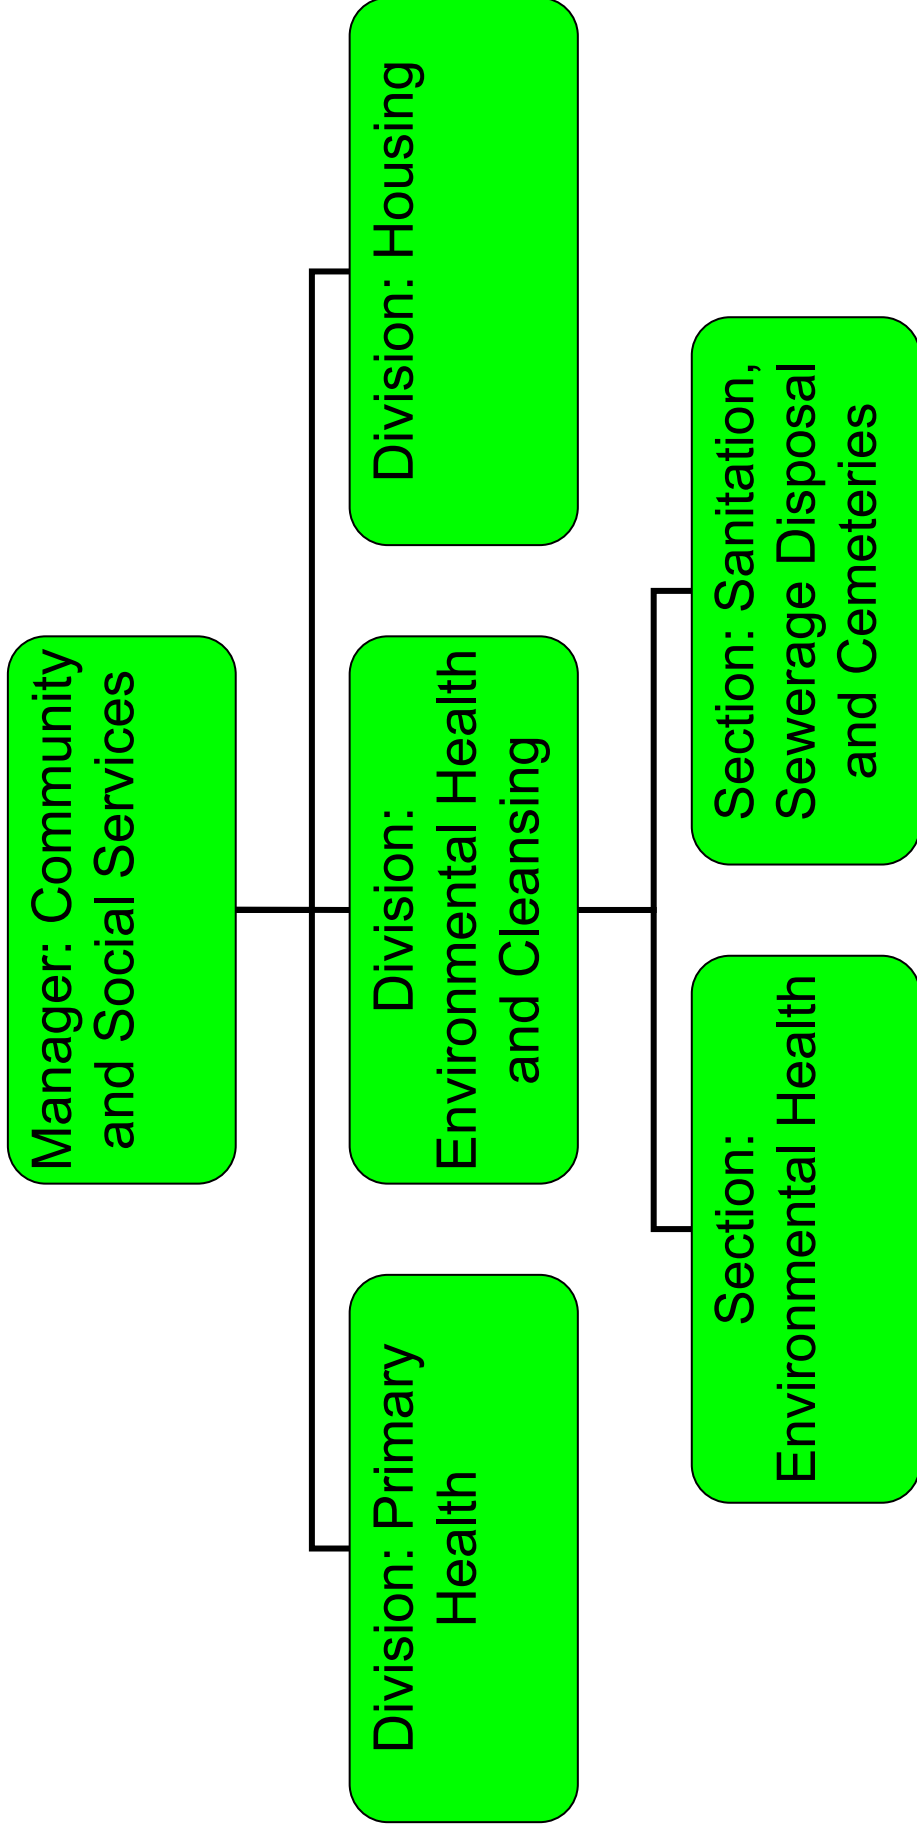 Manager: Community
and Social Services
Division: Primary
Health
Division:
Environmental Health
and Cleansing
Division: Housing
Section:
Environmental Health
Section: Sanitation,
Sewerage Disposal
and Cemeteries